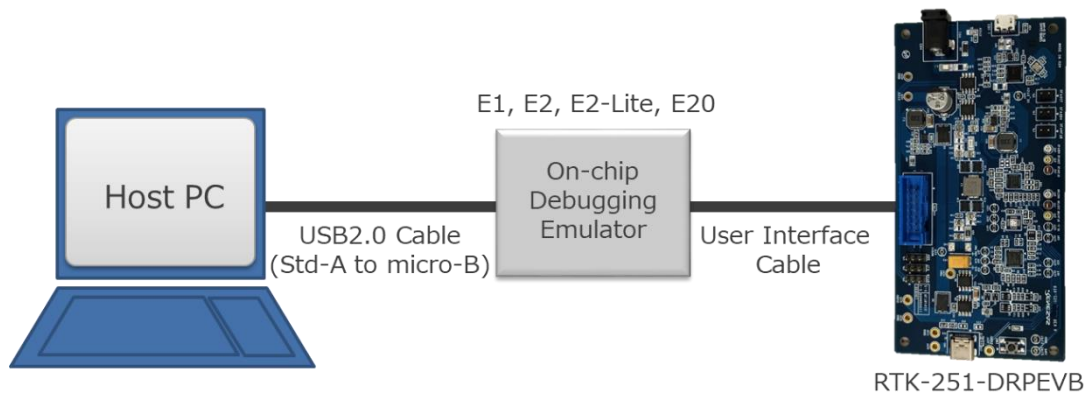 E1, E2, E2-Lite, E20
Host PC
On-chip
Debugging
Emulator
USB2.0 Cable
(Std-A to micro-B)
User Interface
Cable
RTK-251-DRPEVB